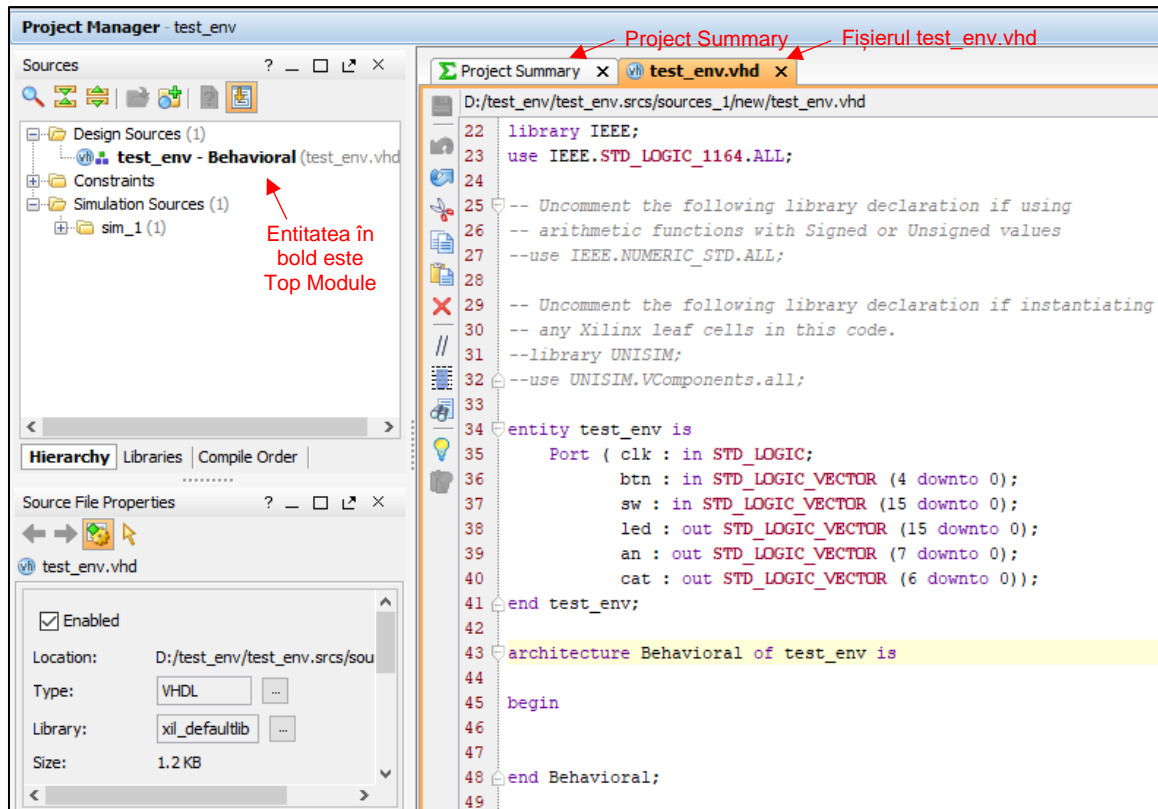 Project Manager - test_env
Project Summary
Fișierul test_env.vhd
Sources
Design Sources (1)
test_env - Behavioral (test_env.vhd
Constraints
Simulation Sources (1)
sim_1 (1)
Entitatea în
bold este
Top Module
Hierarchy Libraries Compile Order
Source File Properties
test_env.vhd
Enabled
Location: D:/test_env/test_env.srcs/sou
Type: VHDL ...
Library: xil_defaultlib ...
Size: 1.2 KB
Project Summary test_env.vhd
D:/test_env/test_env.srcs/sources_1/new/test_env.vhd
22 library IEEE;
23 use IEEE.STD_LOGIC_1164.ALL;
24
25 -- Uncomment the following library declaration if using
26 -- arithmetic functions with Signed or Unsigned values
27 --use IEEE.NUMERIC_STD.ALL;
28
29 -- Uncomment the following library declaration if instantiating
30 -- any Xilinx leaf cells in this code.
31 --library UNISIM;
32 --use UNISIM.VComponents.all;
33
34 entity test_env is
35 Port ( clk : in STD_LOGIC;
36 btn : in STD_LOGIC_VECTOR (4 downto 0);
37 sw : in STD_LOGIC_VECTOR (15 downto 0);
38 led : out STD_LOGIC_VECTOR (15 downto 0);
39 an : out STD_LOGIC_VECTOR (7 downto 0);
40 cat : out STD_LOGIC_VECTOR (6 downto 0));
41 end test_env;
42
43 architecture Behavioral of test_env is
44
45 begin
46
47
48 end Behavioral;
49